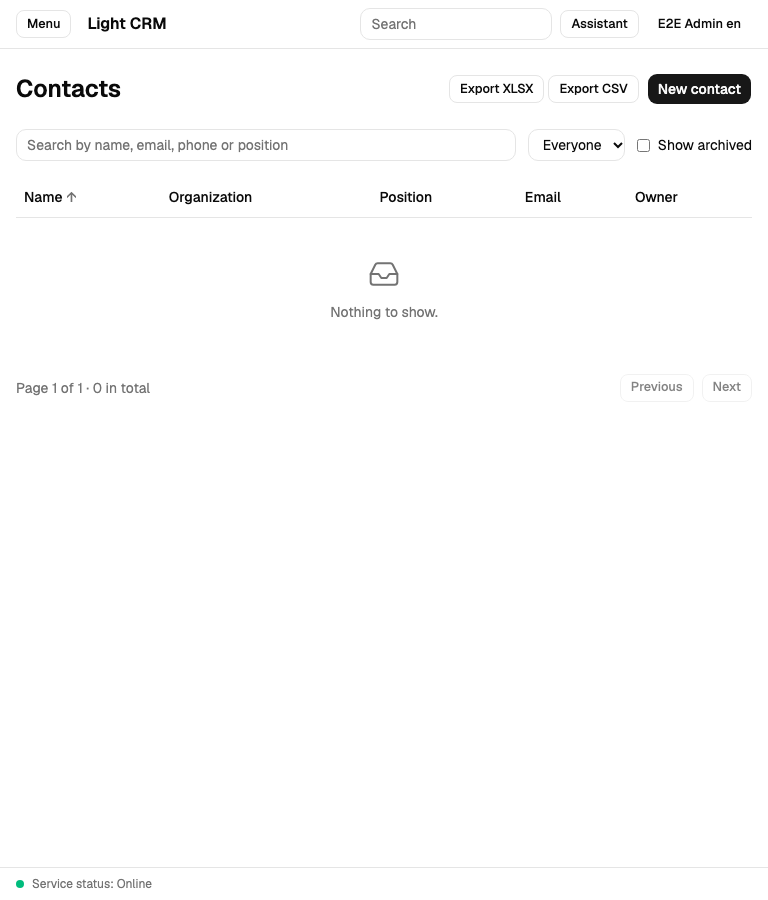 Menu Light CRM Search Assistant E2E Admin en
Contacts Export XLSX Export CSV New contact
Search by name, email, phone or position Everyone Show archived
Name ↑ Organization Position Email Owner
Nothing to show.
Page 1 of 1 · 0 in total Previous Next
Service status: Online